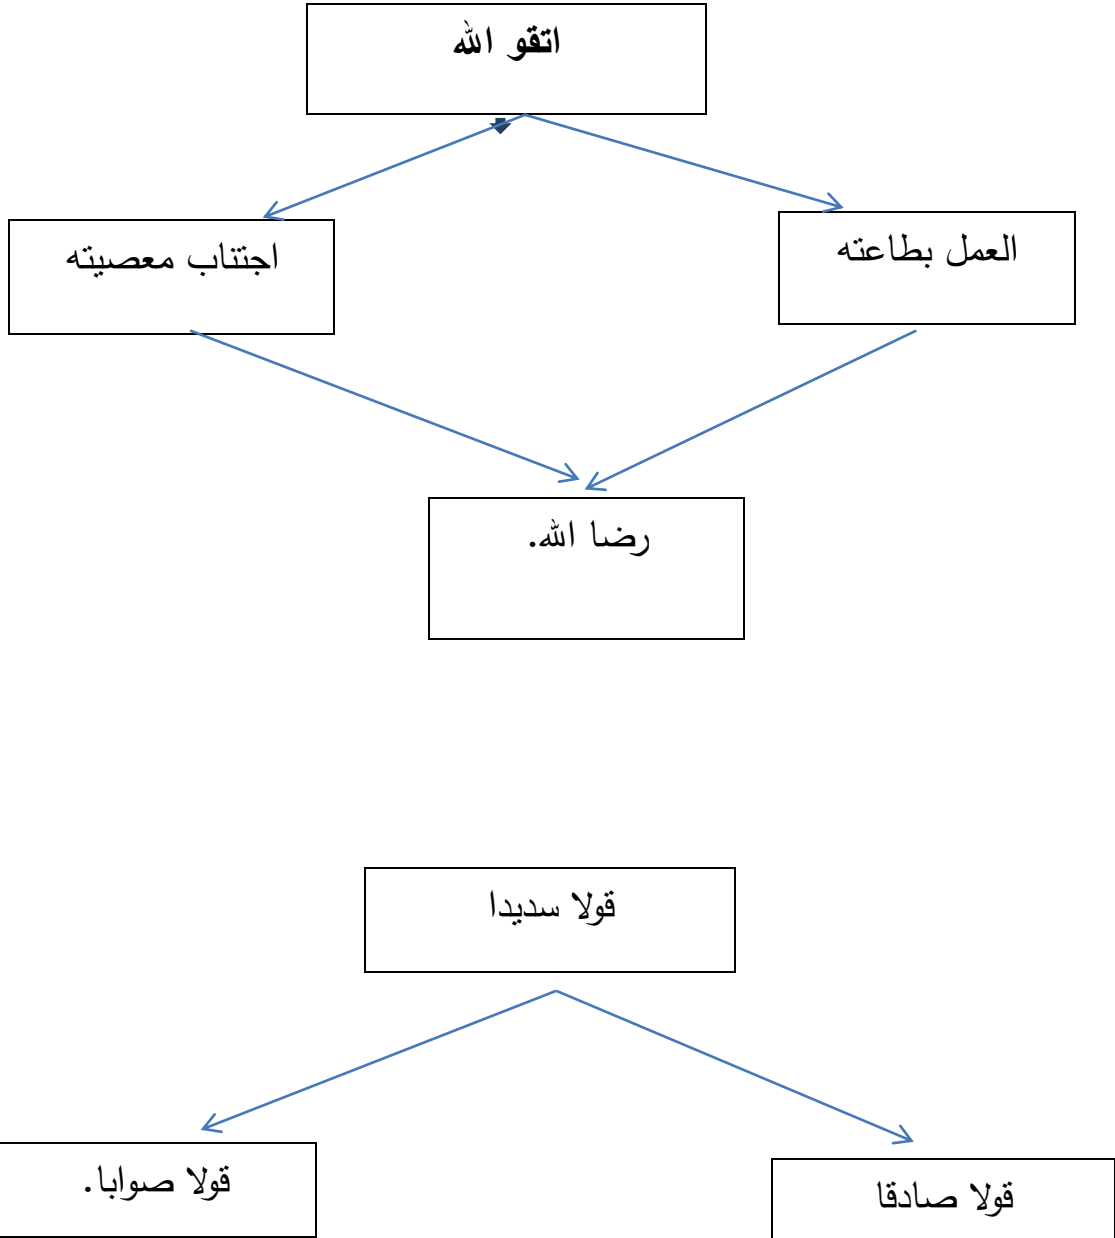 اتقو الله
العمل بطاعته
اجتناب معصيته
رضا الله.
قولا سديدا
قولا صادقا
قولا صوابا.